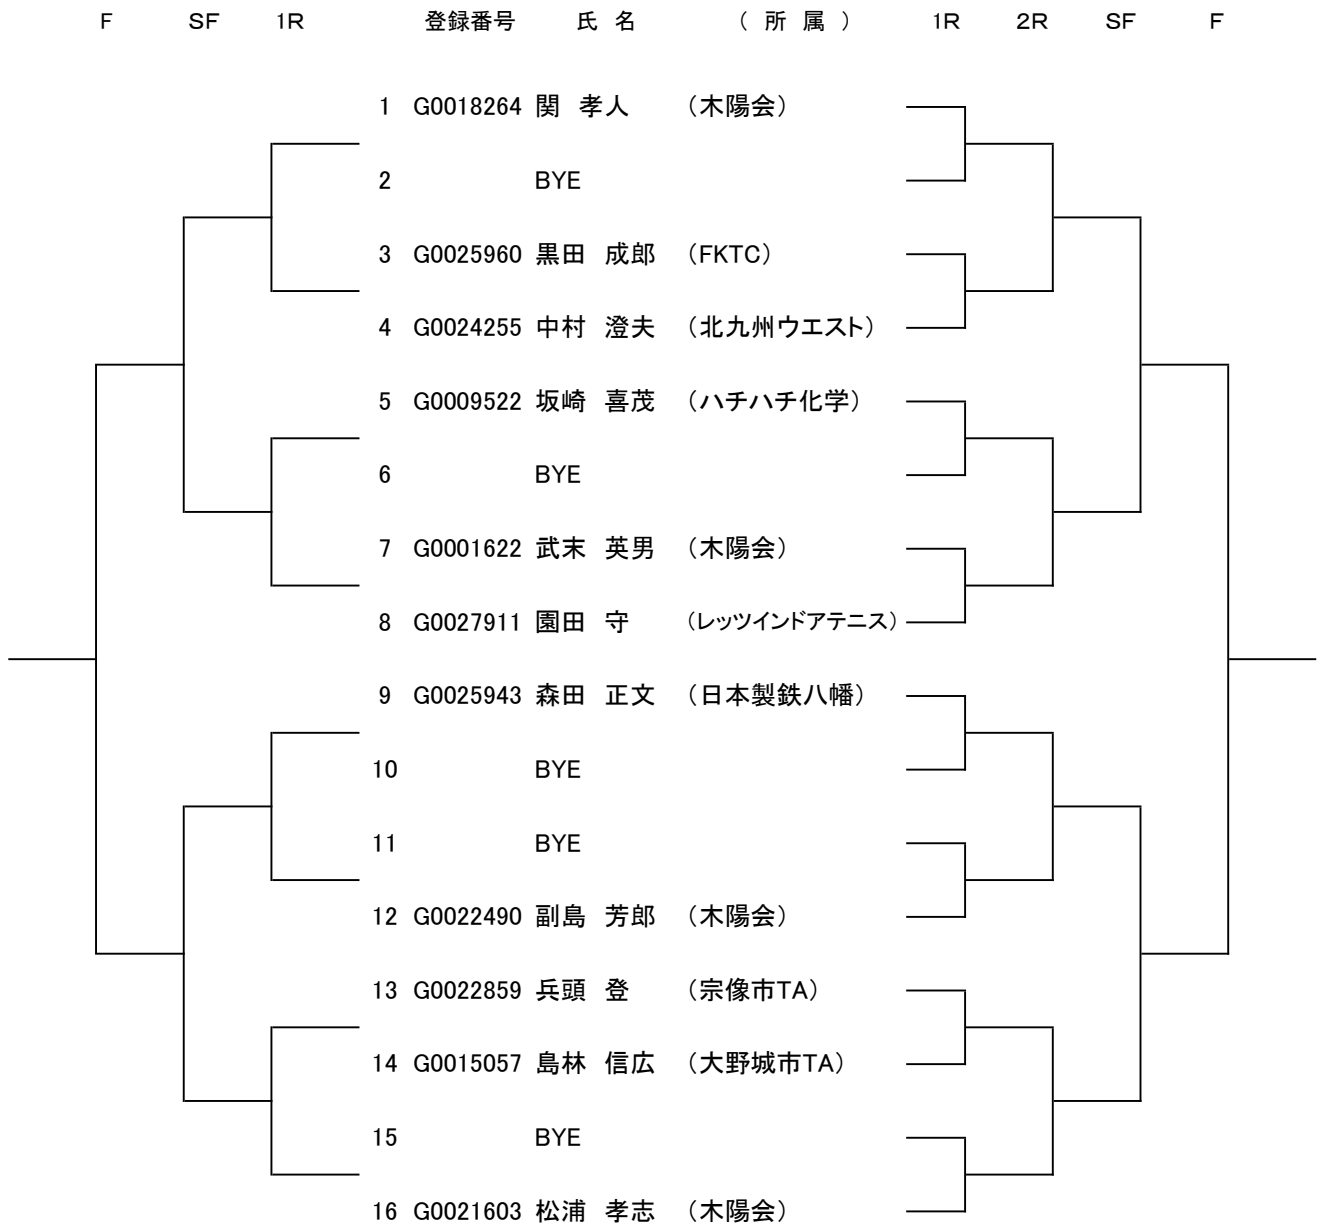 F SF 1R 登録番号 氏 名 （ 所 属 ） 1R 2R SF F
1 G0018264 関 孝人 （木陽会）
2 BYE
3 G0025960 黒田 成郎 （FKTC）
4 G0024255 中村 澄夫 （北九州ウエスト）
5 G0009522 坂崎 喜茂 （ハチハチ化学）
6 BYE
7 G0001622 武末 英男 （木陽会）
8 G0027911 園田 守 （レッツインドアテニス）
9 G0025943 森田 正文 （日本製鉄八幡）
10 BYE
11 BYE
12 G0022490 副島 芳郎 （木陽会）
13 G0022859 兵頭 登 （宗像市TA）
14 G0015057 島林 信広 （大野城市TA）
15 BYE
16 G0021603 松浦 孝志 （木陽会）